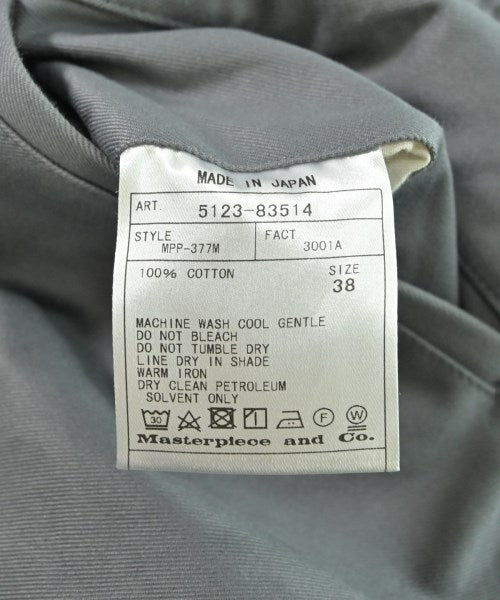 MADE IN JAPAN
ART. 5123-83514
STYLE FACT
MPP-377M 3001A
100% COTTON SIZE
38
MACHINE WASH COOL GENTLE
DO NOT BLEACH
DO NOT TUMBLE DRY
LINE DRY IN SHADE
WARM IRON
DRY CLEAN PETROLEUM
SOLVENT ONLY
30 F W
Masterpiece and Co.